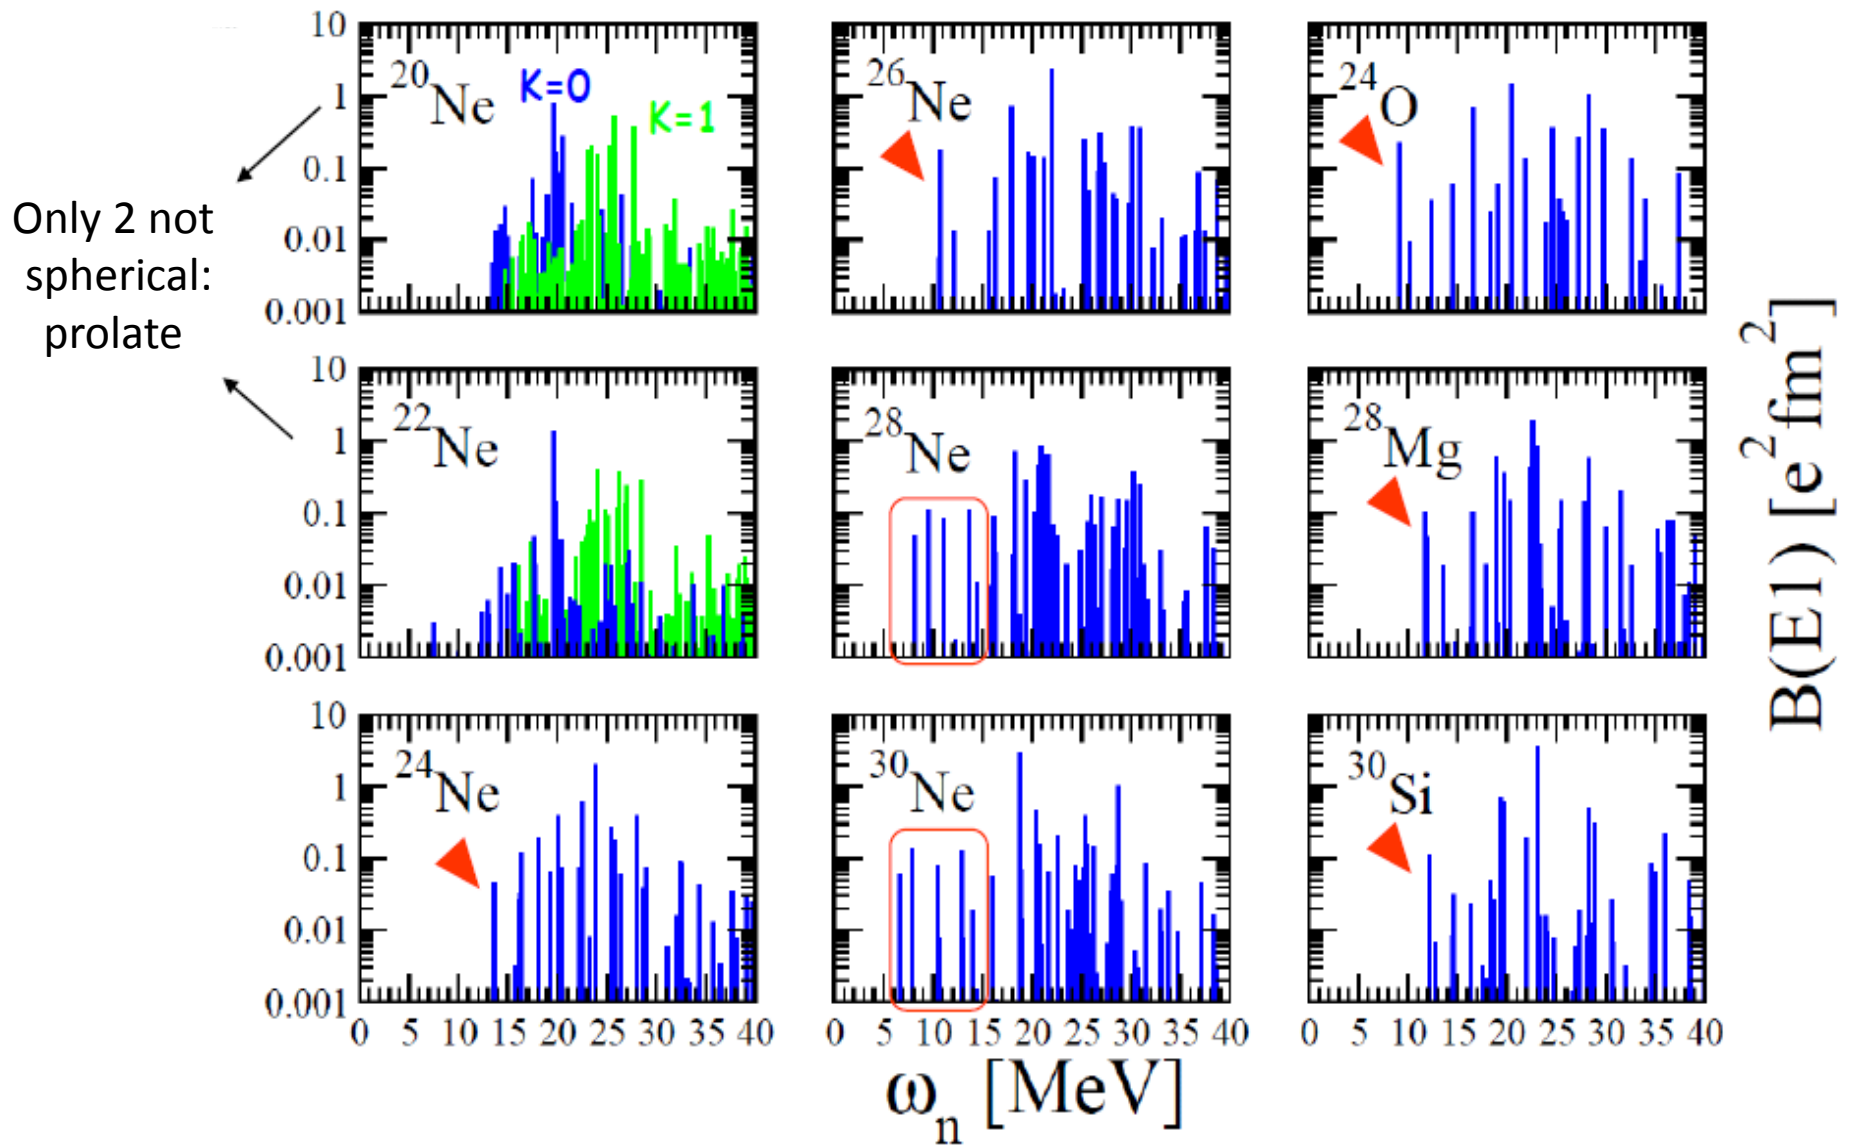 Only 2 not
spherical:
prolate
10
1
0.1
0.01
0.001
20Ne
K=0
K=1
26Ne
24O
10
1
0.1
0.01
0.001
22Ne
28Ne
28Mg
10
1
0.1
0.01
0.001
24Ne
30Ne
30Si
0 5 10 15 20 25 30 35 40
0 5 10 15 20 25 30 35 40
0 5 10 15 20 25 30 35 40
ωn [MeV]
B(E1) [e2fm2]